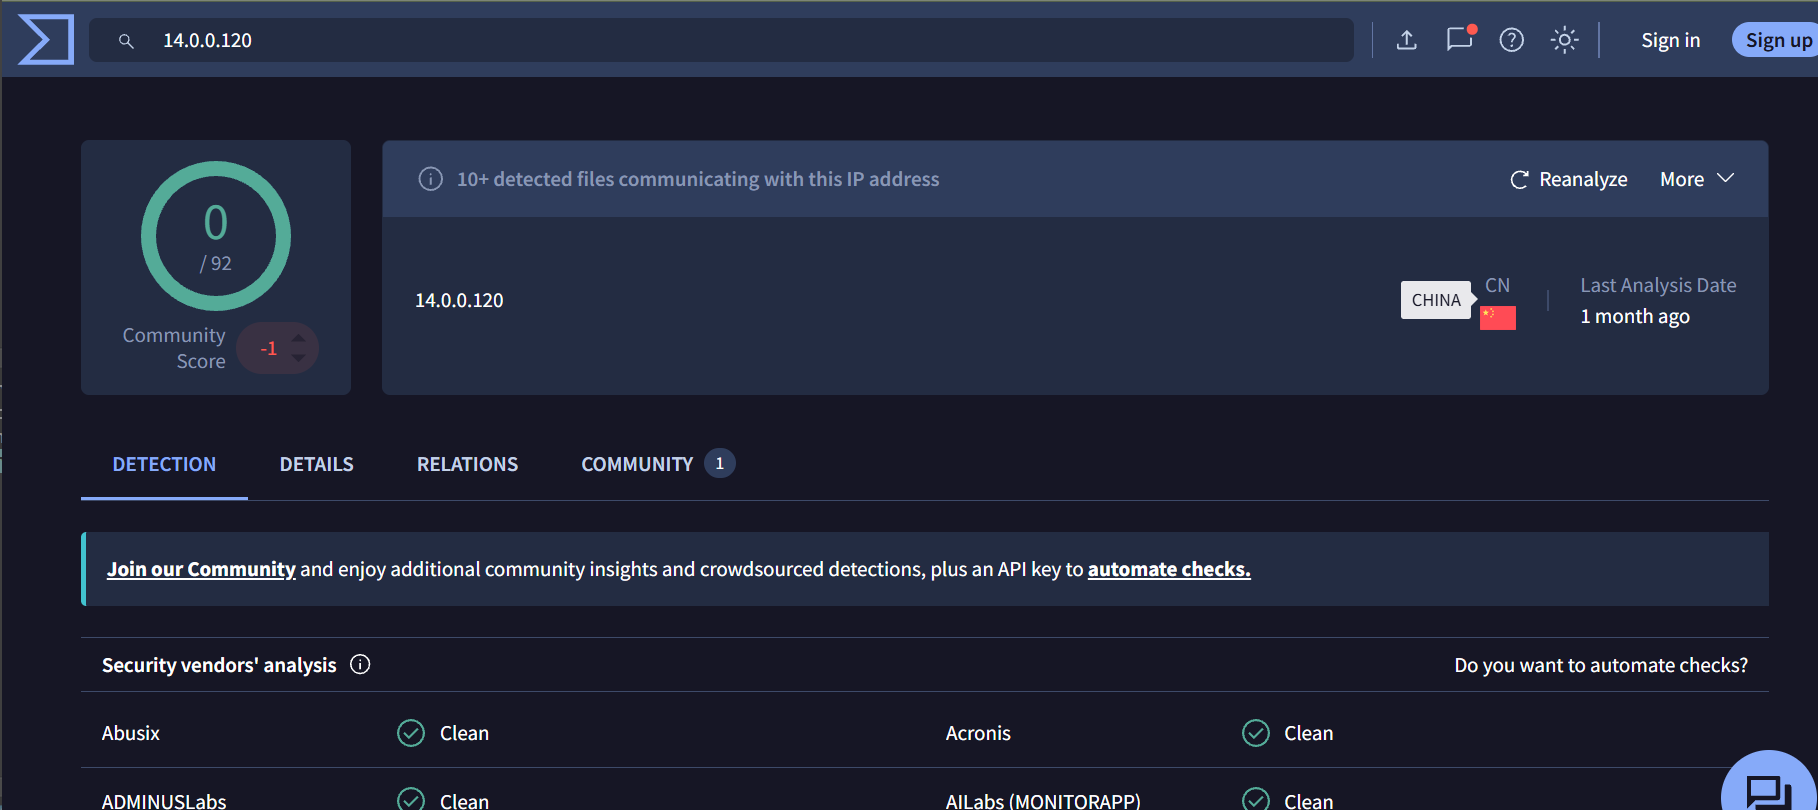 14.0.0.120
Sign in
Sign up
0
/ 92
Community
Score
-1
10+ detected files communicating with this IP address
Reanalyze
More
14.0.0.120
CHINA
CN
Last Analysis Date
1 month ago
DETECTION
DETAILS
RELATIONS
COMMUNITY
1
Join our Community and enjoy additional community insights and crowdsourced detections, plus an API key to automate checks.
Security vendors' analysis
Do you want to automate checks?
Abusix
Clean
Acronis
Clean
ADMINUSLabs
Clean
AILabs (MONITORAPP)
Clean